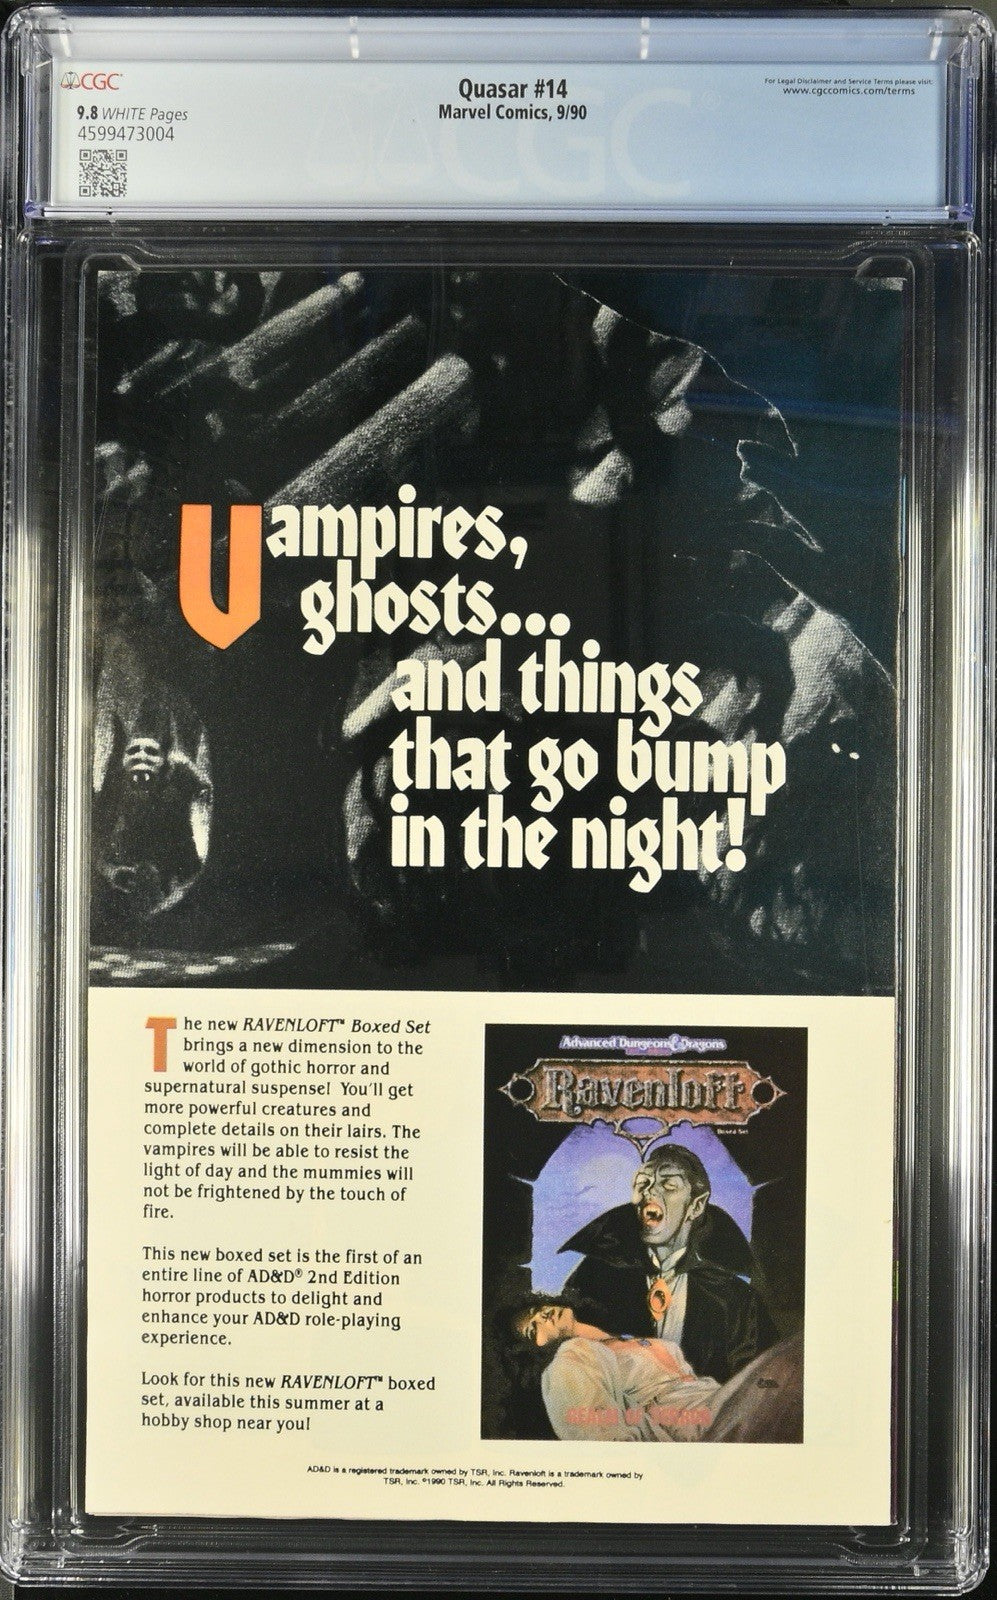 CGC
9.8 WHITE Pages
4599473004
Quasar #14
Marvel Comics, 9/90
For Legal Disclaimer and Service Terms please visit:
www.cgccomics.com/terms
CGC
Vampires,
ghosts...
and things
that go bump
in the night!
The new RAVENLOFT™ Boxed Set
brings a new dimension to the
world of gothic horror and
supernatural suspense! You'll get
more powerful creatures and
complete details on their lairs. The
vampires will be able to resist the
light of day and the mummies will
not be frightened by the touch of
fire.
This new boxed set is the first of an
entire line of AD&D® 2nd Edition
horror products to delight and
enhance your AD&D role-playing
experience.
Look for this new RAVENLOFT™ boxed
set, available this summer at a
hobby shop near you!
Advanced Dungeons & Dragons
Ravenloft
Boxed Set
REALM OF TERROR
AD&D is a registered trademark owned by TSR, Inc. Ravenloft is a trademark owned by
TSR, Inc. ©1990 TSR, Inc. All Rights Reserved.